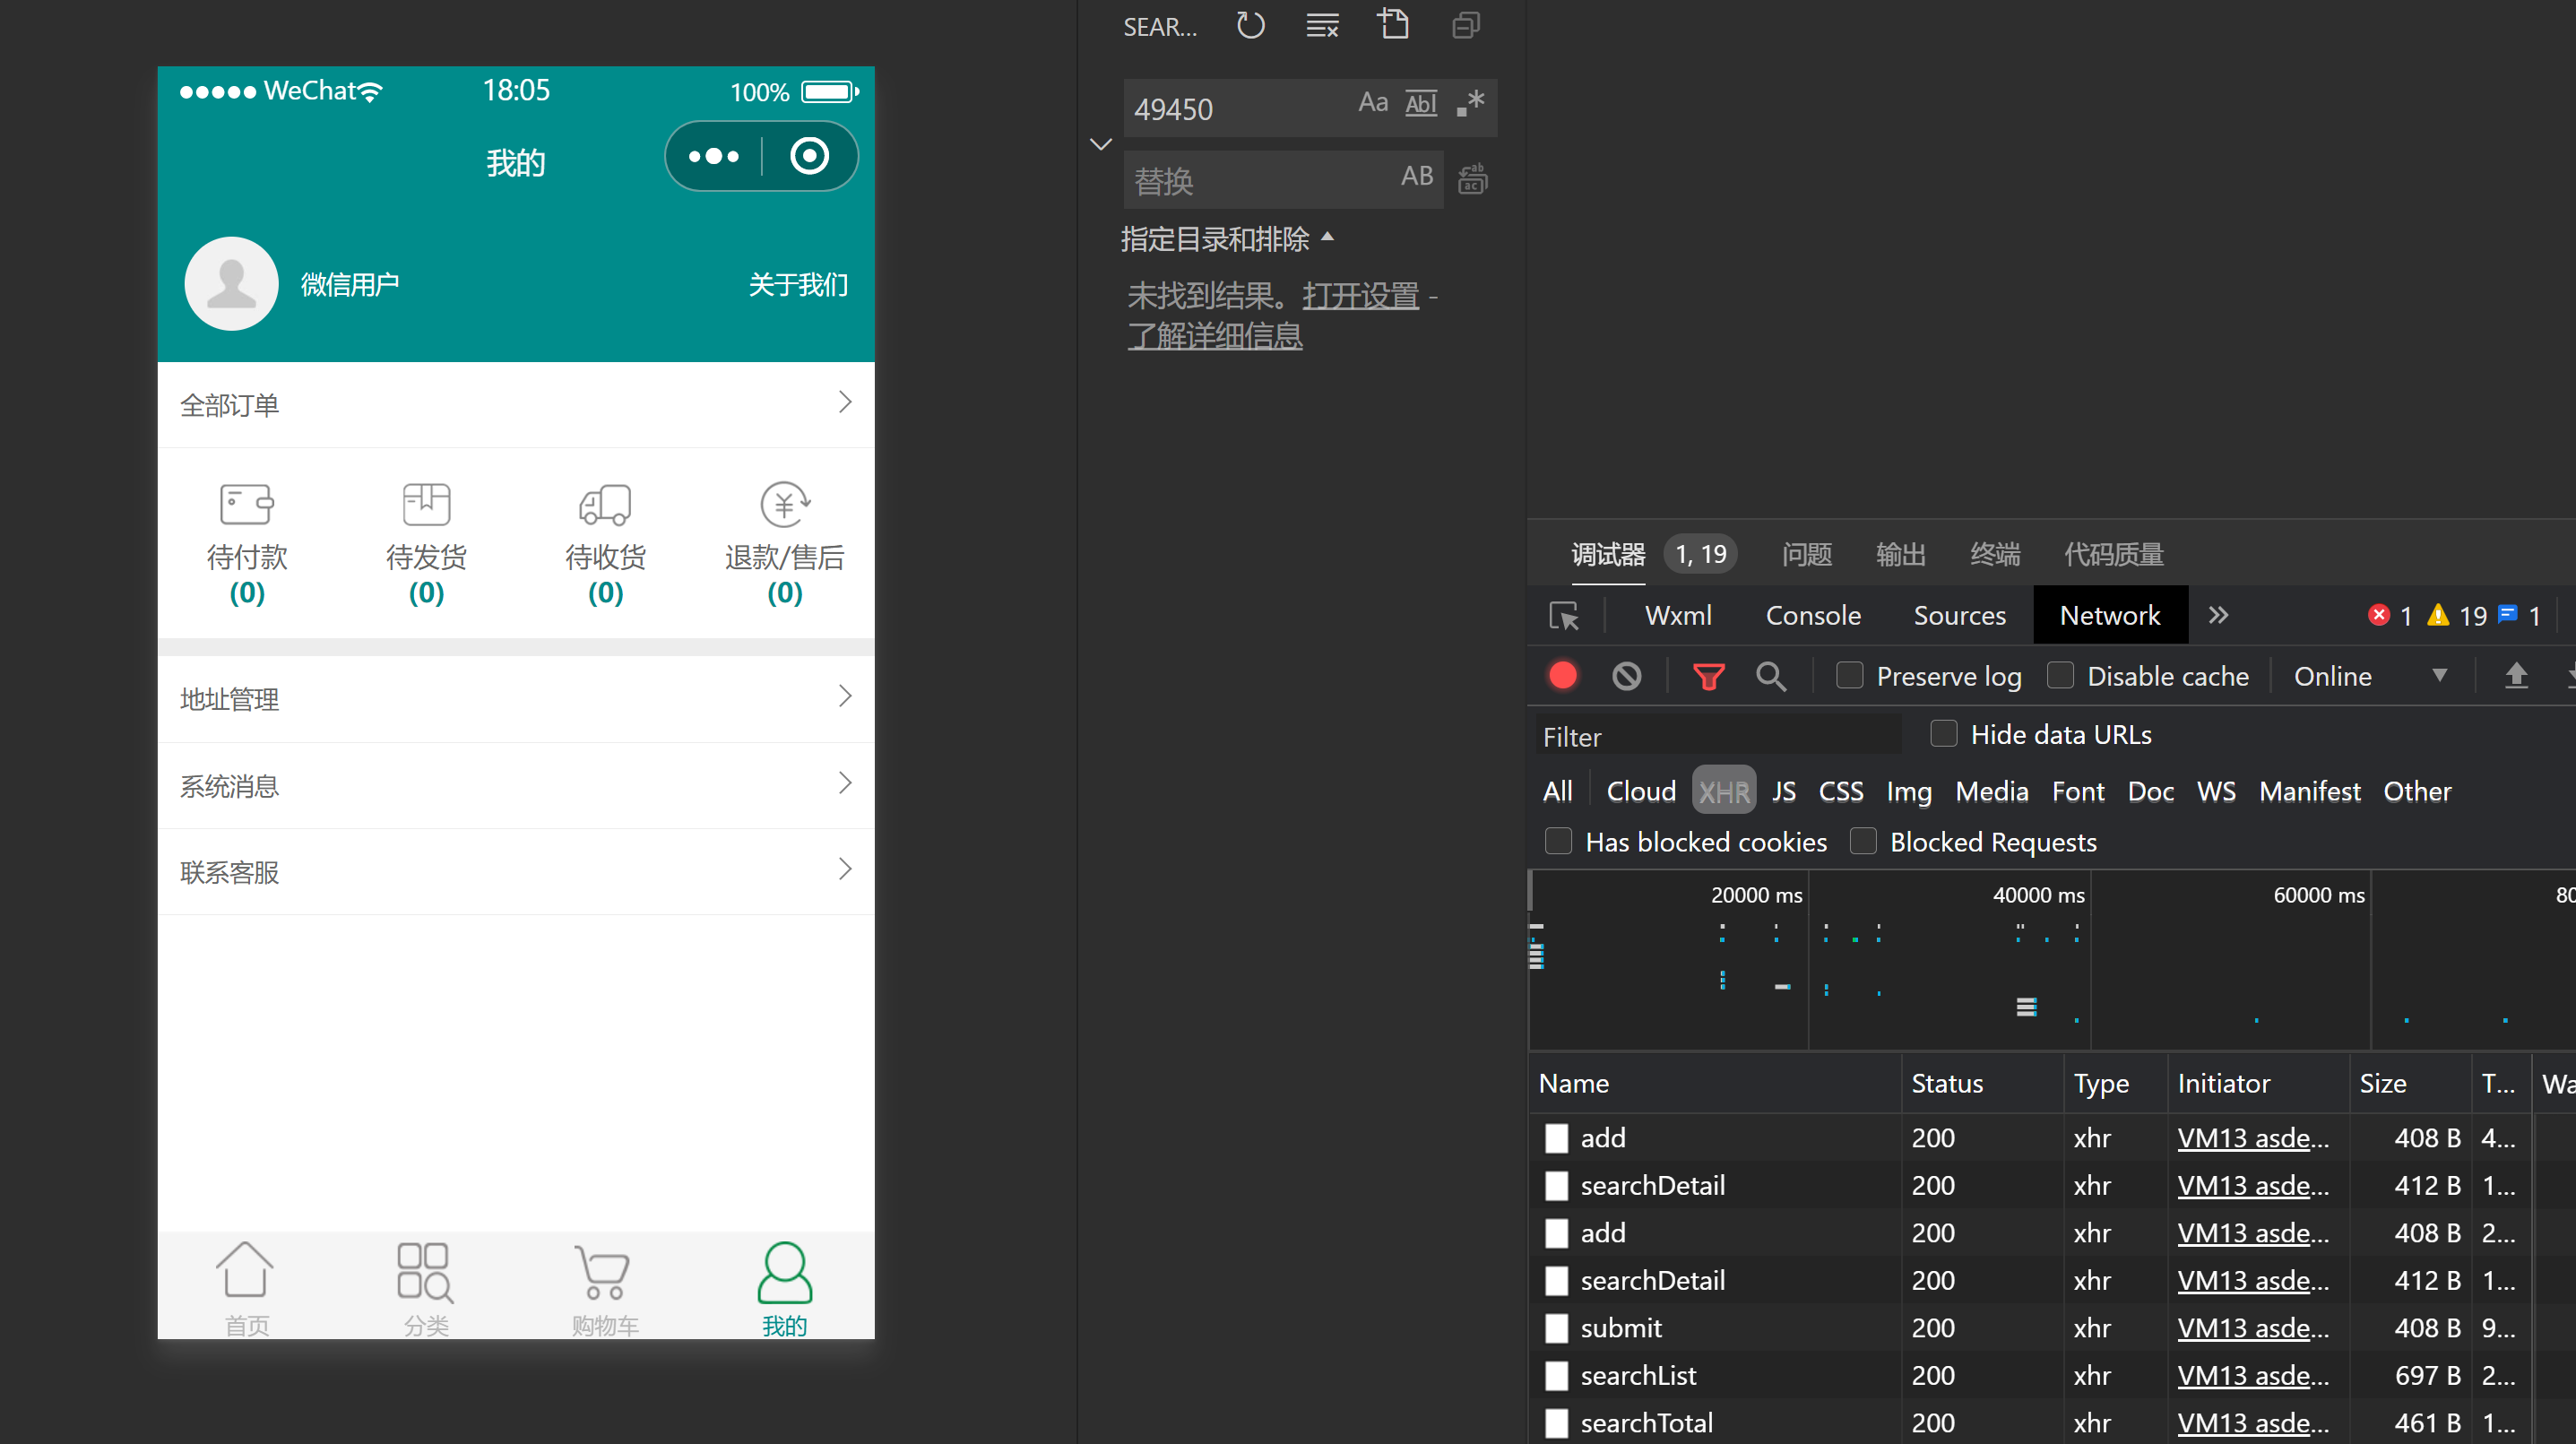 WeChat
18:05
100%
我的
微信用户
关于我们
全部订单
待付款
(0)
待发货
(0)
待收货
(0)
退款/售后
(0)
地址管理
系统消息
联系客服
首页
分类
购物车
我的
SEAR...
49450
Aa
Abl
替换
AB
指定目录和排除
未找到结果。打开设置 -
了解详细信息
调试器 1, 19 问题 输出 终端 代码质量
Wxml Console Sources Network 1 19 1
Preserve log Disable cache Online
Filter Hide data URLs
All Cloud XHR JS CSS Img Media Font Doc WS Manifest Other
Has blocked cookies Blocked Requests
20000 ms 40000 ms 60000 ms 80
Name Status Type Initiator Size T... Wa
add 200 xhr VM13 asde... 408 B 4...
searchDetail 200 xhr VM13 asde... 412 B 1...
add 200 xhr VM13 asde... 408 B 2...
searchDetail 200 xhr VM13 asde... 412 B 1...
submit 200 xhr VM13 asde... 408 B 9...
searchList 200 xhr VM13 asde... 697 B 2...
searchTotal 200 xhr VM13 asde... 461 B 1...